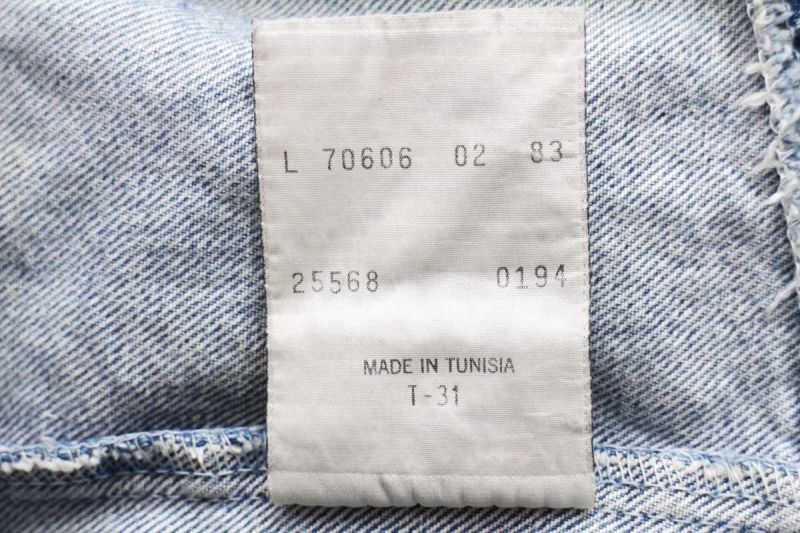 L 70606 02 83
25568 0194
MADE IN TUNISIA
T-31